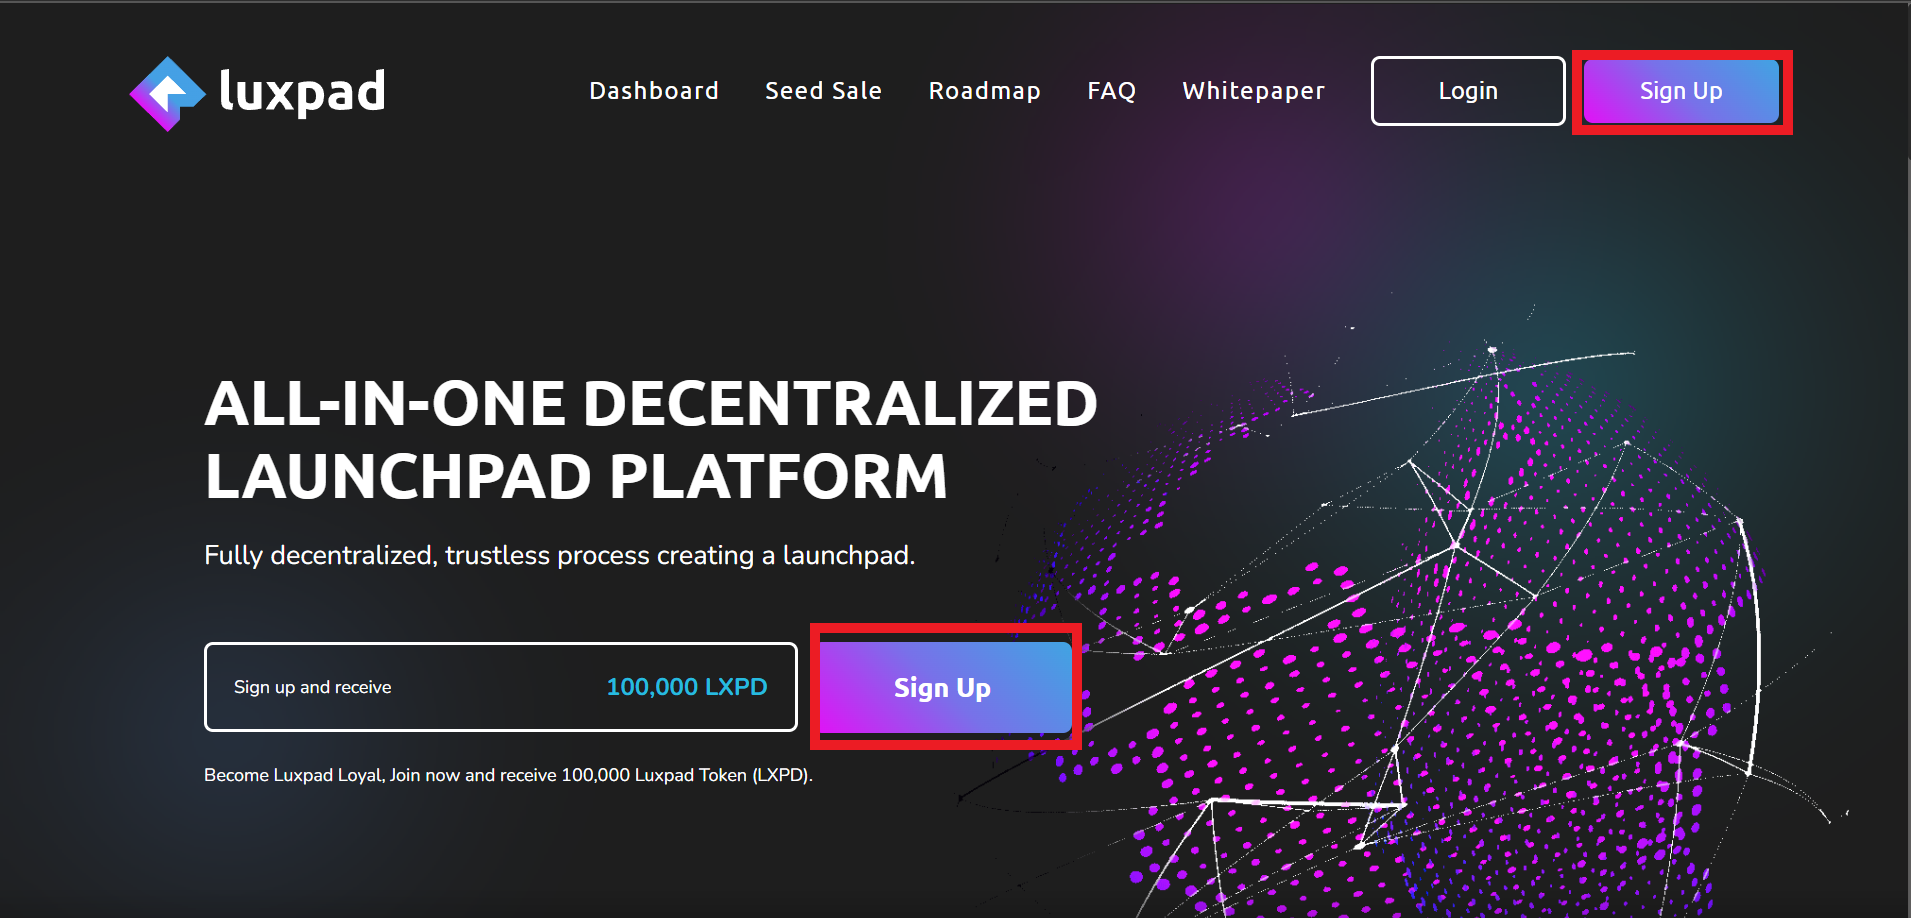 luxpad
Dashboard Seed Sale Roadmap FAQ Whitepaper Login Sign Up
ALL-IN-ONE DECENTRALIZED
LAUNCHPAD PLATFORM
Fully decentralized, trustless process creating a launchpad.
Sign up and receive 100,000 LXPD Sign Up
Become Luxpad Loyal, Join now and receive 100,000 Luxpad Token (LXPD).